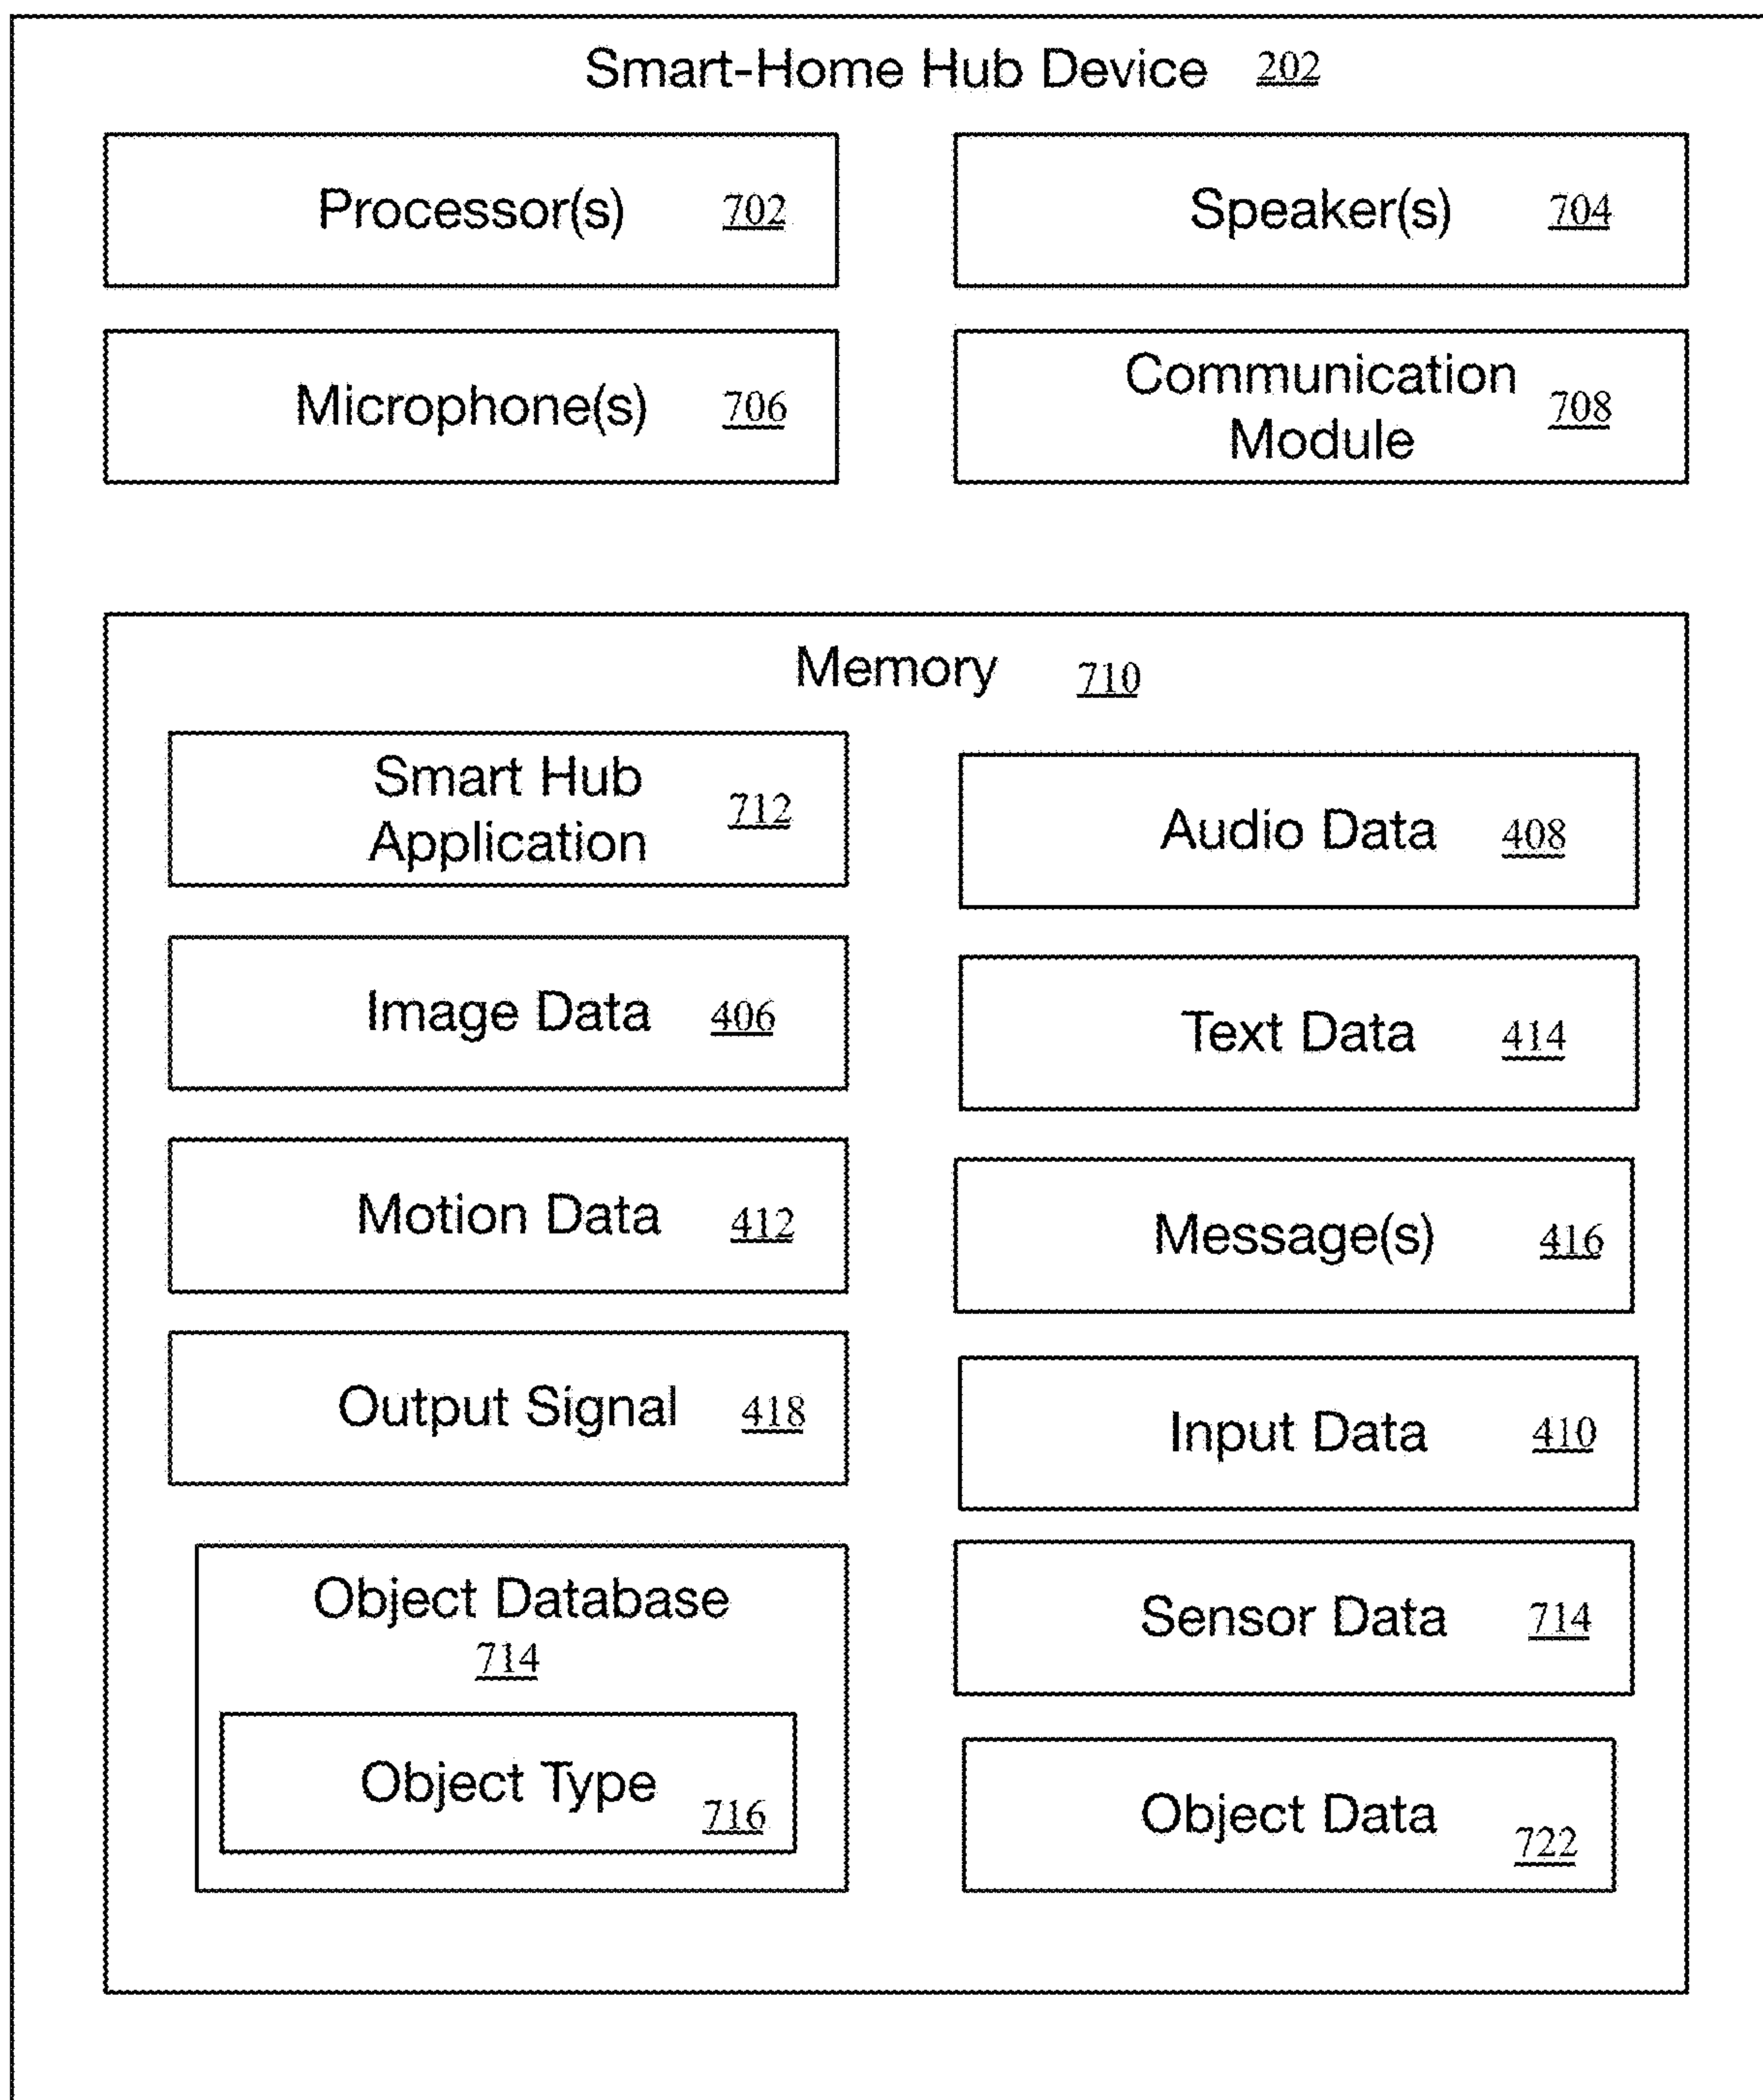 Smart-Home Hub Device 202
Processor(s) 702
Speaker(s) 704
Microphone(s) 706
Communication
Module 708
Memory 710
Smart Hub
Application 712
Audio Data 408
Image Data 406
Text Data 414
Motion Data 412
Message(s) 416
Output Signal 418
Input Data 410
Object Database
714
Sensor Data 714
Object Type 716
Object Data 722